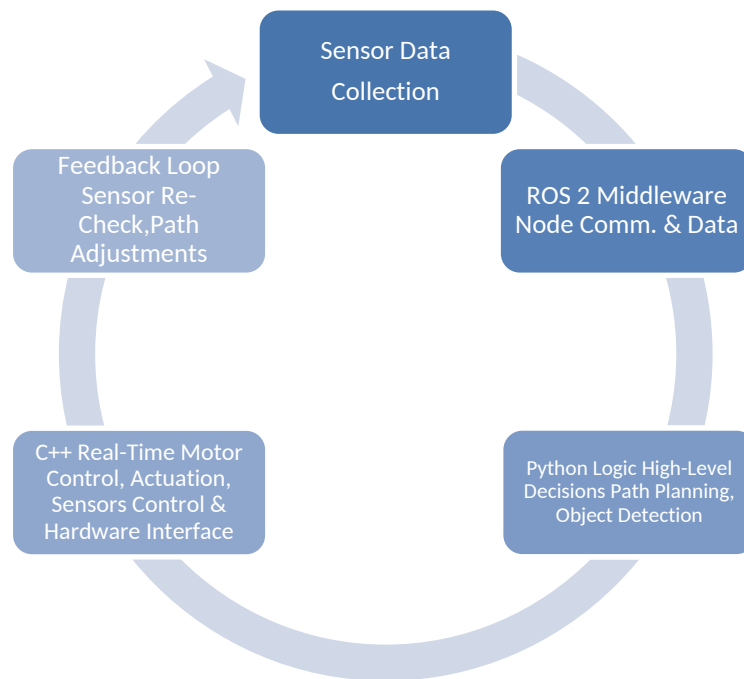 Sensor Data
Collection
ROS 2 Middleware
Node Comm. & Data
Python Logic High-Level
Decisions Path Planning,
Object Detection
C++ Real-Time Motor
Control, Actuation,
Sensors Control &
Hardware Interface
Feedback Loop
Sensor Re-
Check,Path
Adjustments